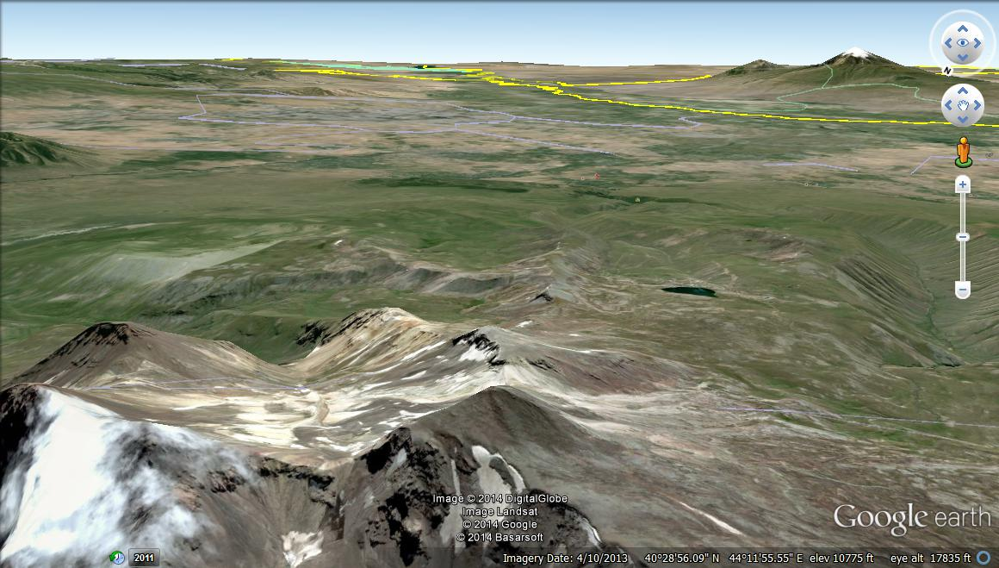 N
Image © 2014 DigitalGlobe
Image Landsat
© 2014 Google
© 2014 Basarsoft
Google earth
2011
Imagery Date: 4/10/2013 40°28'56.09" N 44°11'55.55" E elev 10775 ft eye alt 17835 ft